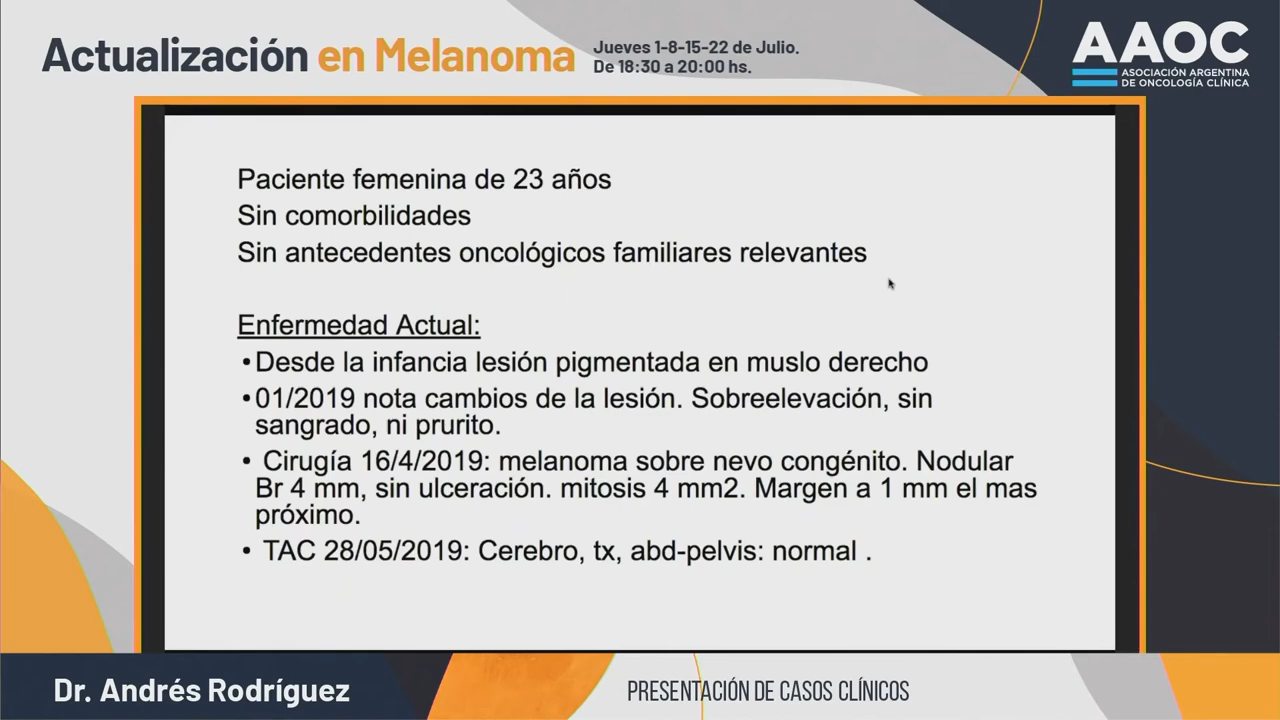 Actualización en Melanoma
Jueves 1-8-15-22 de Julio.
De 18:30 a 20:00 hs.
AAOC
ASOCIACIÓN ARGENTINA
DE ONCOLOGÍA CLÍNICA
Paciente femenina de 23 años
Sin comorbilidades
Sin antecedentes oncológicos familiares relevantes
Enfermedad Actual:
•Desde la infancia lesión pigmentada en muslo derecho
•01/2019 nota cambios de la lesión. Sobreelevación, sin
sangrado, ni prurito.
• Cirugía 16/4/2019: melanoma sobre nevo congénito. Nodular
Br 4 mm, sin ulceración. mitosis 4 mm2. Margen a 1 mm el mas
próximo.
• TAC 28/05/2019: Cerebro, tx, abd-pelvis: normal .
Dr. Andrés Rodríguez
PRESENTACIÓN DE CASOS CLÍNICOS